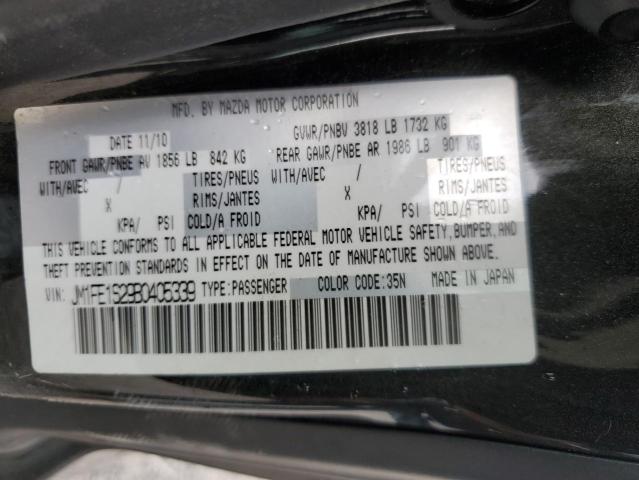 MFD. BY MAZDA MOTOR CORPORATION
DATE 11/10 GVWR/PNBV 3818 LB 1732 KG
FRONT GAWR/PNBE AV 1856 LB 842 KG REAR GAWR/PNBE AR 1986 LB 901 KG
WITH/AVEC / TIRES/PNEUS WITH/AVEC / TIRES/PNEUS
X RIMS/JANTES X RIMS/JANTES
KPA/ PSI COLD/A FROID KPA/ PSI COLD/A FROID
THIS VEHICLE CONFORMS TO ALL APPLICABLE FEDERAL MOTOR VEHICLE SAFETY, BUMPER, AND
THEFT PREVENTION STANDARDS IN EFFECT ON THE DATE OF MANUFACTURE SHOWN ABOVE.
VIN: JM1FE1S29B0405339 TYPE:PASSENGER COLOR CODE:35N MADE IN JAPAN